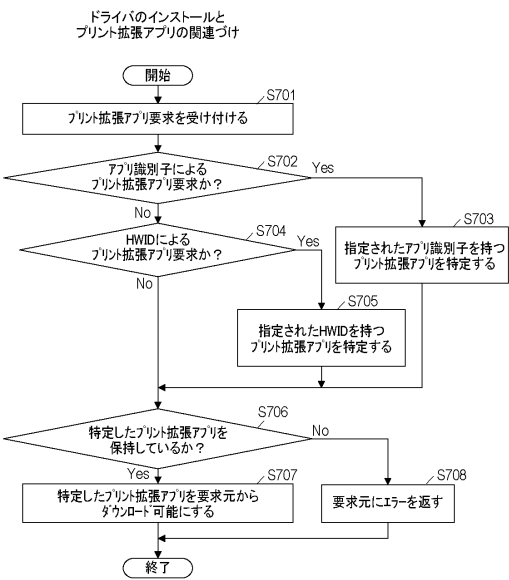 ドライバのインストールと
プリント拡張アプリの関連づけ
開始
S701
プリント拡張アプリ要求を受け付ける
S702
アプリ識別子による
プリント拡張アプリ要求か？
Yes
No
S703
指定されたアプリ識別子を持つ
プリント拡張アプリを特定する
S704
HWIDによる
プリント拡張アプリ要求か？
Yes
No
S705
指定されたHWIDを持つ
プリント拡張アプリを特定する
S706
特定したプリント拡張アプリを
保持しているか？
No
Yes
S707
特定したプリント拡張アプリを要求元から
ダウンロード可能にする
S708
要求元にエラーを返す
終了